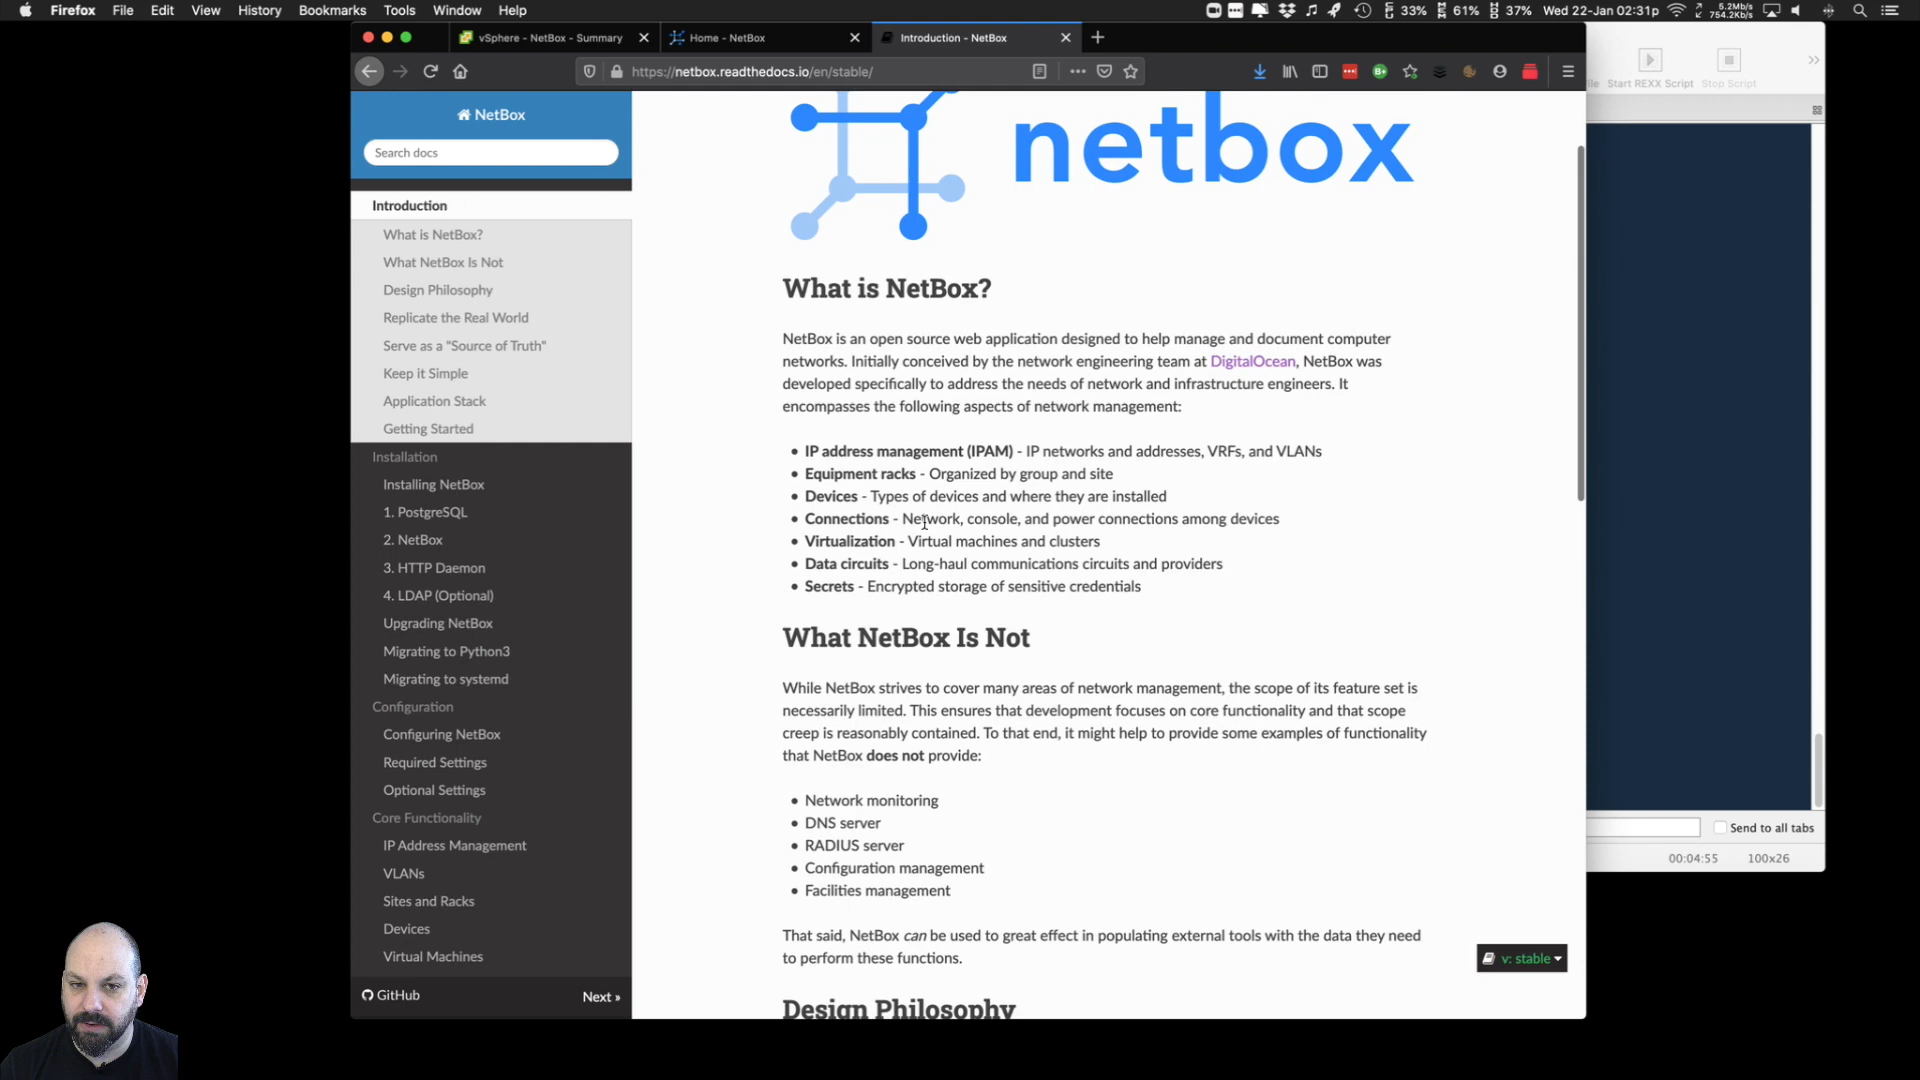 Firefox File Edit View History Bookmarks Tools Window Help
33% 61% 37% Wed 22-Jan 02:31p 5.2Mb/s
754.2Kb/s
vSphere - NetBox - Summary
Home - NetBox
Introduction - NetBox
https://netbox.readthedocs.io/en/stable/
Start REXX Script Stop Script
NetBox
Search docs
Introduction
What is NetBox?
What NetBox Is Not
Design Philosophy
Replicate the Real World
Serve as a "Source of Truth"
Keep it Simple
Application Stack
Getting Started
Installation
Installing NetBox
1. PostgreSQL
2. NetBox
3. HTTP Daemon
4. LDAP (Optional)
Upgrading NetBox
Migrating to Python3
Migrating to systemd
Configuration
Configuring NetBox
Required Settings
Optional Settings
Core Functionality
IP Address Management
VLANs
Sites and Racks
Devices
Virtual Machines
GitHub
Next »
netbox
What is NetBox?
NetBox is an open source web application designed to help manage and document computer
networks. Initially conceived by the network engineering team at DigitalOcean, NetBox was
developed specifically to address the needs of network and infrastructure engineers. It
encompasses the following aspects of network management:
• IP address management (IPAM) - IP networks and addresses, VRFs, and VLANs
• Equipment racks - Organized by group and site
• Devices - Types of devices and where they are installed
• Connections - Network, console, and power connections among devices
• Virtualization - Virtual machines and clusters
• Data circuits - Long-haul communications circuits and providers
• Secrets - Encrypted storage of sensitive credentials
What NetBox Is Not
While NetBox strives to cover many areas of network management, the scope of its feature set is
necessarily limited. This ensures that development focuses on core functionality and that scope
creep is reasonably contained. To that end, it might help to provide some examples of functionality
that NetBox does not provide:
• Network monitoring
• DNS server
• RADIUS server
• Configuration management
• Facilities management
That said, NetBox can be used to great effect in populating external tools with the data they need
to perform these functions.
Design Philosophy
v: stable
Send to all tabs
00:04:55 100x26